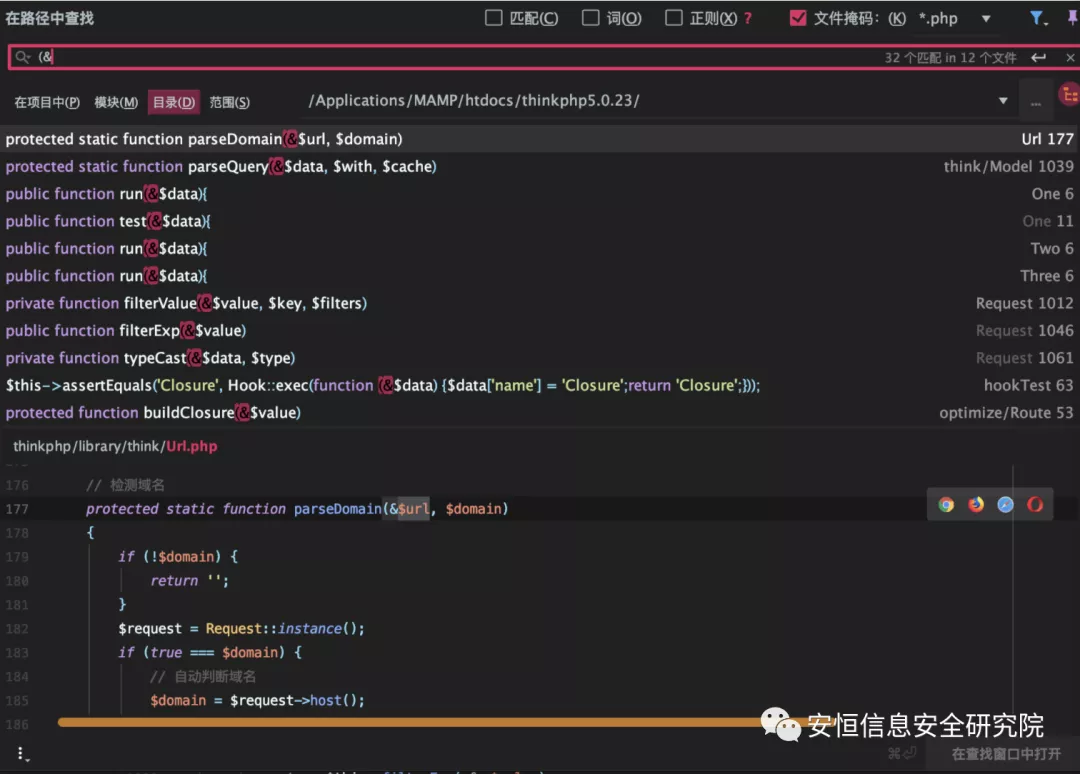 在路径中查找 匹配(C) 词(O) 正则(X) ? 文件掩码: (K) *.php
(& 32 个匹配 in 12 个文件
在项目中(P) 模块(M) 目录(D) 范围(S) /Applications/MAMP/htdocs/thinkphp5.0.23/ ...
protected static function parseDomain(&$url, $domain) Url 177
protected static function parseQuery(&$data, $with, $cache) think/Model 1039
public function run(&$data){ One 6
public function test(&$data){ One 11
public function run(&$data){ Two 6
public function run(&$data){ Three 6
private function filterValue(&$value, $key, $filters) Request 1012
public function filterExp(&$value) Request 1046
private function typeCast(&$data, $type) Request 1061
$this->assertEquals('Closure', Hook::exec(function (&$data) {$data['name'] = 'Closure';return 'Closure';})); hookTest 63
protected function buildClosure(&$value) optimize/Route 53
thinkphp/library/think/Url.php
176 // 检测域名
177 protected static function parseDomain(&$url, $domain)
178 {
179 if (!$domain) {
180 return '';
181 }
182 $request = Request::instance();
183 if (true === $domain) {
184 // 自动判断域名
185 $domain = $request->host();
186
安恒信息安全研究院
⌘⏎ 在查找窗口中打开